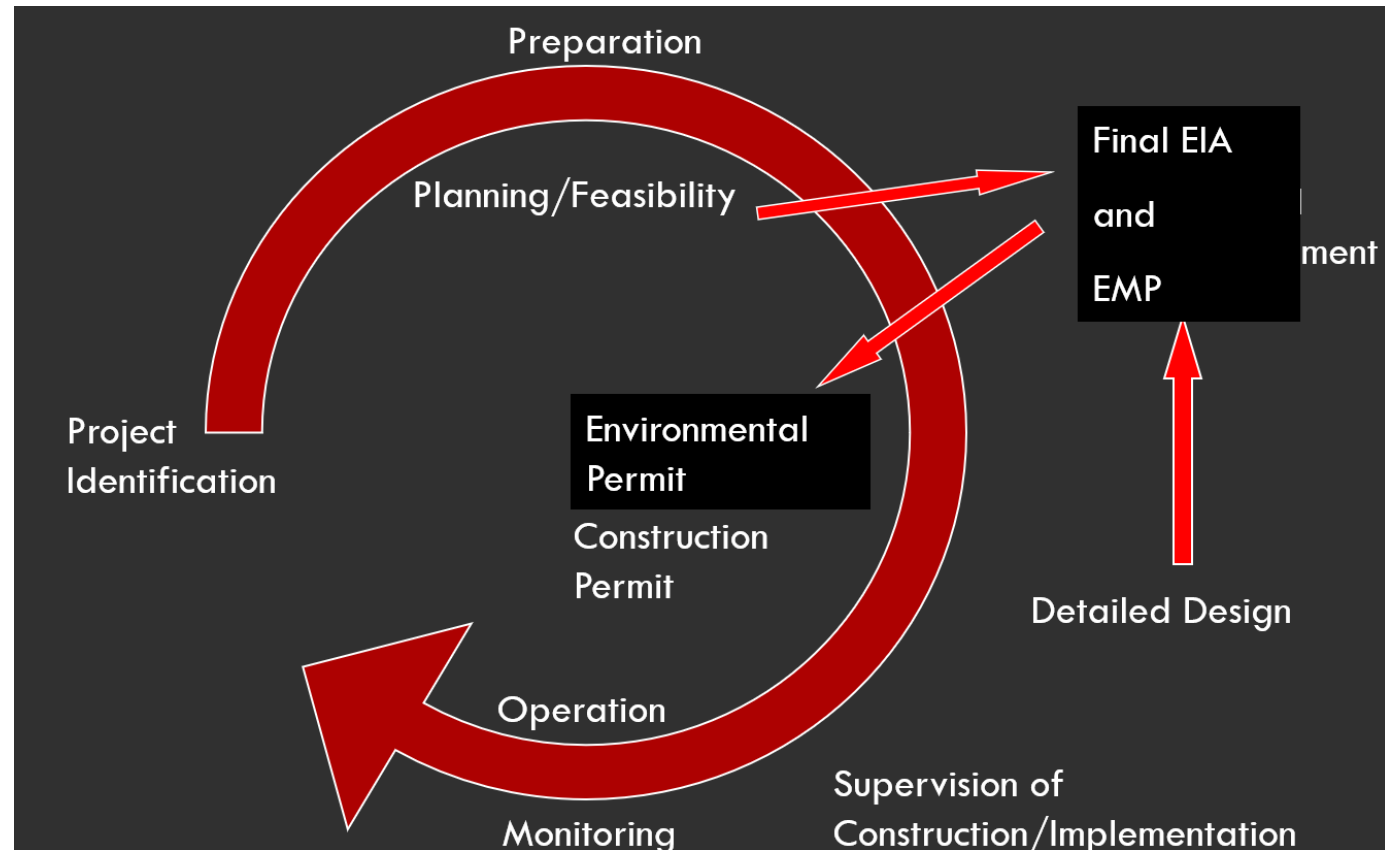 Preparation
Planning/Feasibility
Final EIA
and
EMP
ment
Project
Identification
Environmental
Permit
Construction
Permit
Detailed Design
Operation
Supervision of
Construction/Implementation
Monitoring